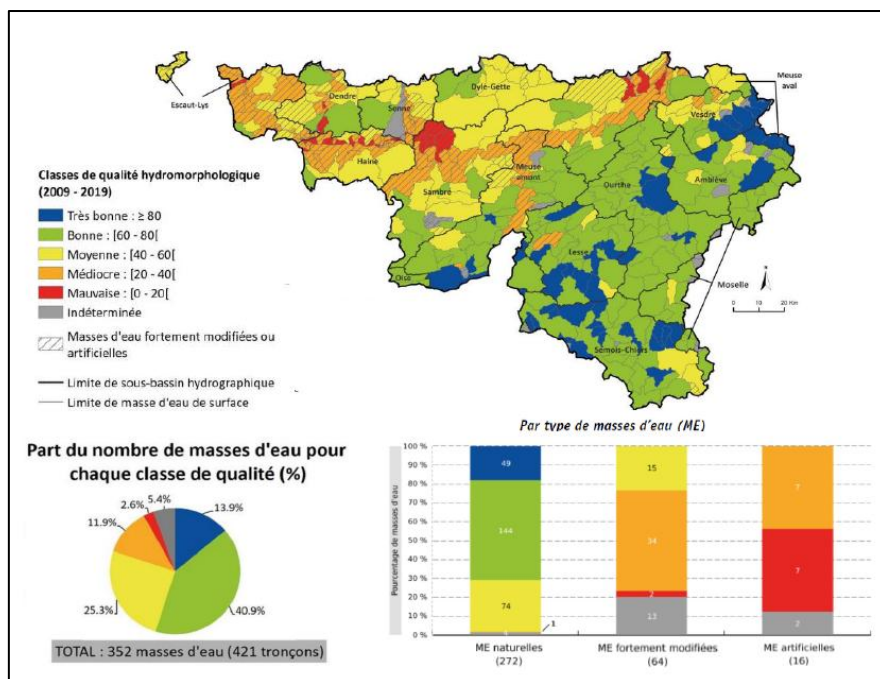 Escaut-Lys
Dendre
Senne
Dyle-Gette
Meuse
aval
Vesdre
Haine
Meuse
amont
Sambre
Ourthe
Amblève
Oise
Lesse
Moselle
Semois-Chiers
N
0 10 20 Km
Classes de qualité hydromorphologique
(2009 - 2019)
Très bonne : ≥ 80
Bonne : [60 - 80[
Moyenne : [40 - 60[
Médiocre : [20 - 40[
Mauvaise : [0 - 20[
Indéterminée
Masses d'eau fortement modifiées ou
artificielles
Limite de sous-bassin hydrographique
Limite de masse d'eau de surface
Part du nombre de masses d'eau pour
chaque classe de qualité (%)
5.4%
2.6%
13.9%
11.9%
25.3%
40.9%
TOTAL : 352 masses d'eau (421 tronçons)
Par type de masses d'eau (ME)
Pourcentage de masses d'eau
100 %
90 %
80 %
70 %
60 %
50 %
40 %
30 %
20 %
10 %
0 %
49
144
74
1
15
34
2
13
7
7
2
ME naturelles
(272)
ME fortement modifiées
(64)
ME artificielles
(16)